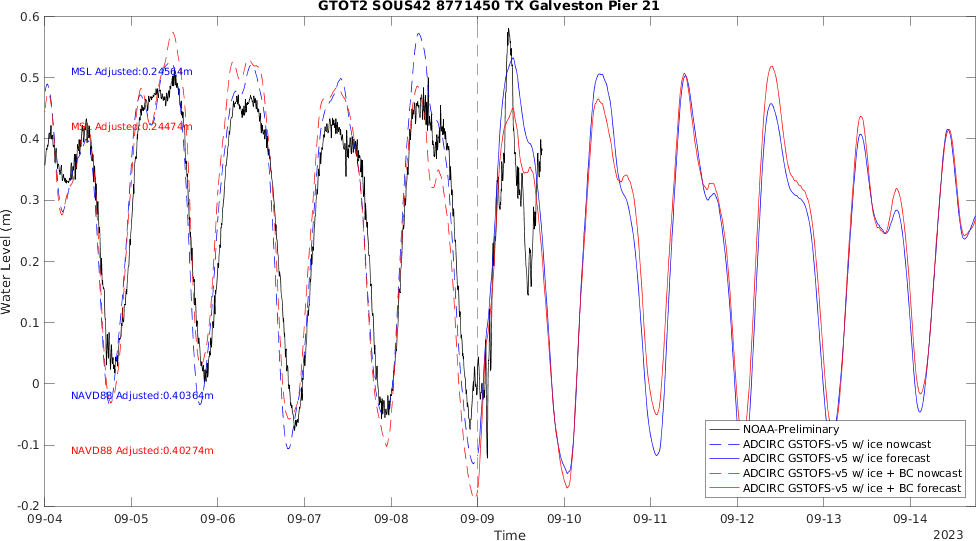 GTOT2 SOUS42 8771450 TX Galveston Pier 21
0.6
0.5
0.4
0.3
0.2
0.1
0
-0.1
-0.2
Water Level (m)
MSL Adjusted:0.24564m
MSL Adjusted:0.24474m
NAVD88 Adjusted:0.40364m
NAVD88 Adjusted:0.40274m
NOAA-Preliminary
ADCIRC GSTOFS-v5 w/ ice nowcast
ADCIRC GSTOFS-v5 w/ ice forecast
ADCIRC GSTOFS-v5 w/ ice + BC nowcast
ADCIRC GSTOFS-v5 w/ ice + BC forecast
09-04 09-05 09-06 09-07 09-08 09-09 09-10 09-11 09-12 09-13 09-14
Time
2023